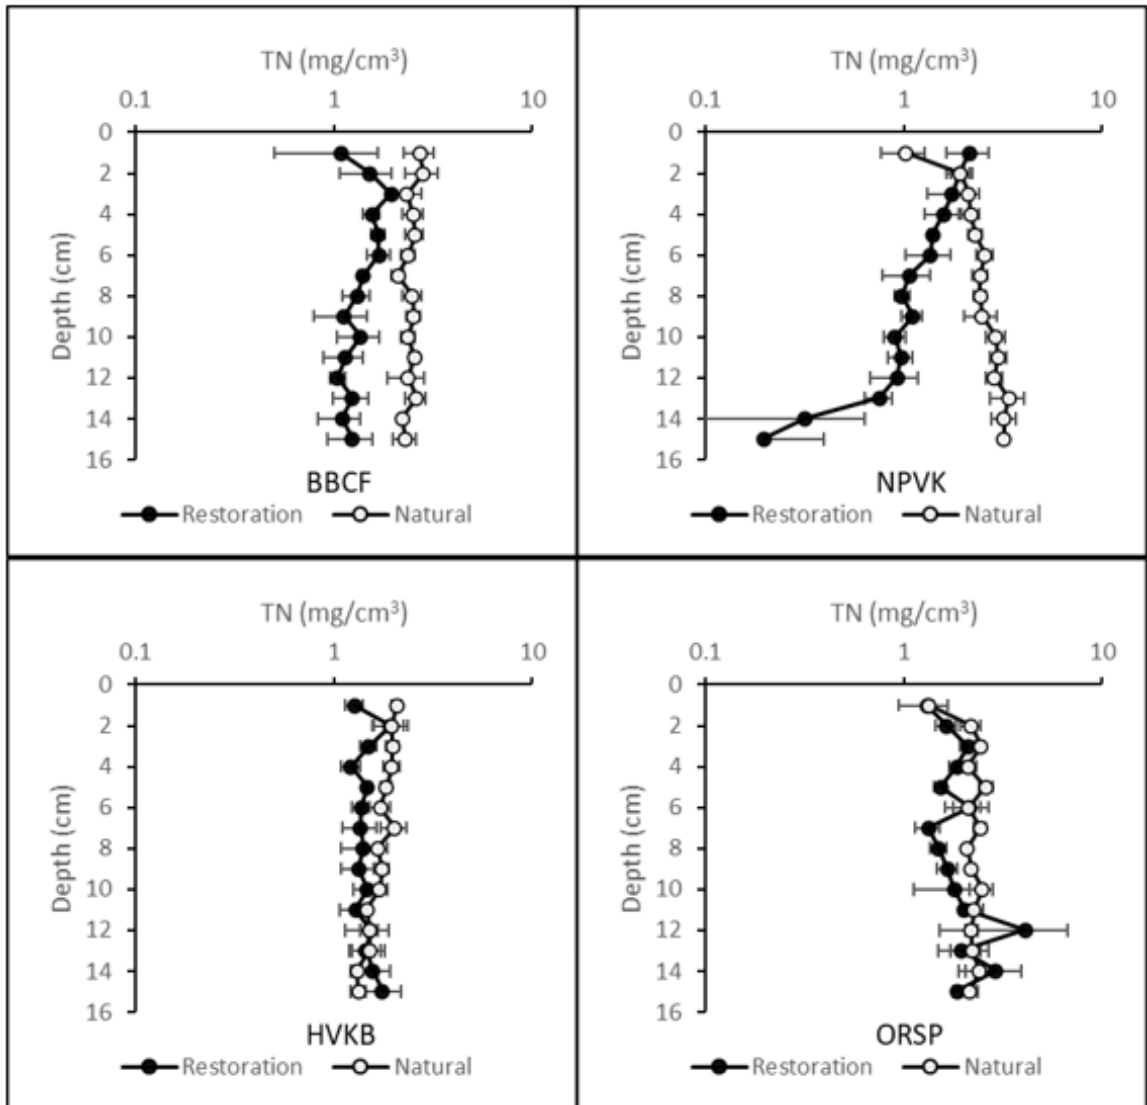 TN (mg/cm³)
0.1 1 10
0
2
4
6
8
10
12
14
16
Depth (cm)
BBCF
Restoration Natural
TN (mg/cm³)
0.1 1 10
0
2
4
6
8
10
12
14
16
Depth (cm)
NPVK
Restoration Natural
TN (mg/cm³)
0.1 1 10
0
2
4
6
8
10
12
14
16
Depth (cm)
HVKB
Restoration Natural
TN (mg/cm³)
0.1 1 10
0
2
4
6
8
10
12
14
16
Depth (cm)
ORSP
Restoration Natural